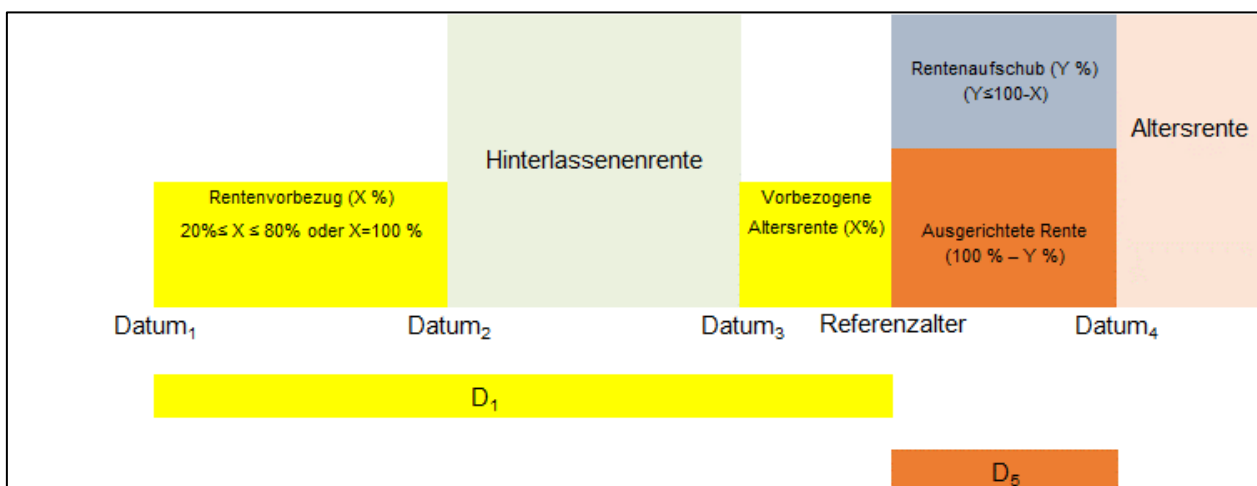 Rentenaufschub (Y %)
(Y≤100-X)
Altersrente
Hinterlassenenrente
Rentenvorbezug (X %)
20%≤ X ≤ 80% oder X=100 %
Vorbezogene
Altersrente (X%)
Ausgerichtete Rente
(100 % – Y %)
Datum₁
Datum₂
Datum₃
Referenzalter
Datum₄
D₁
D₅